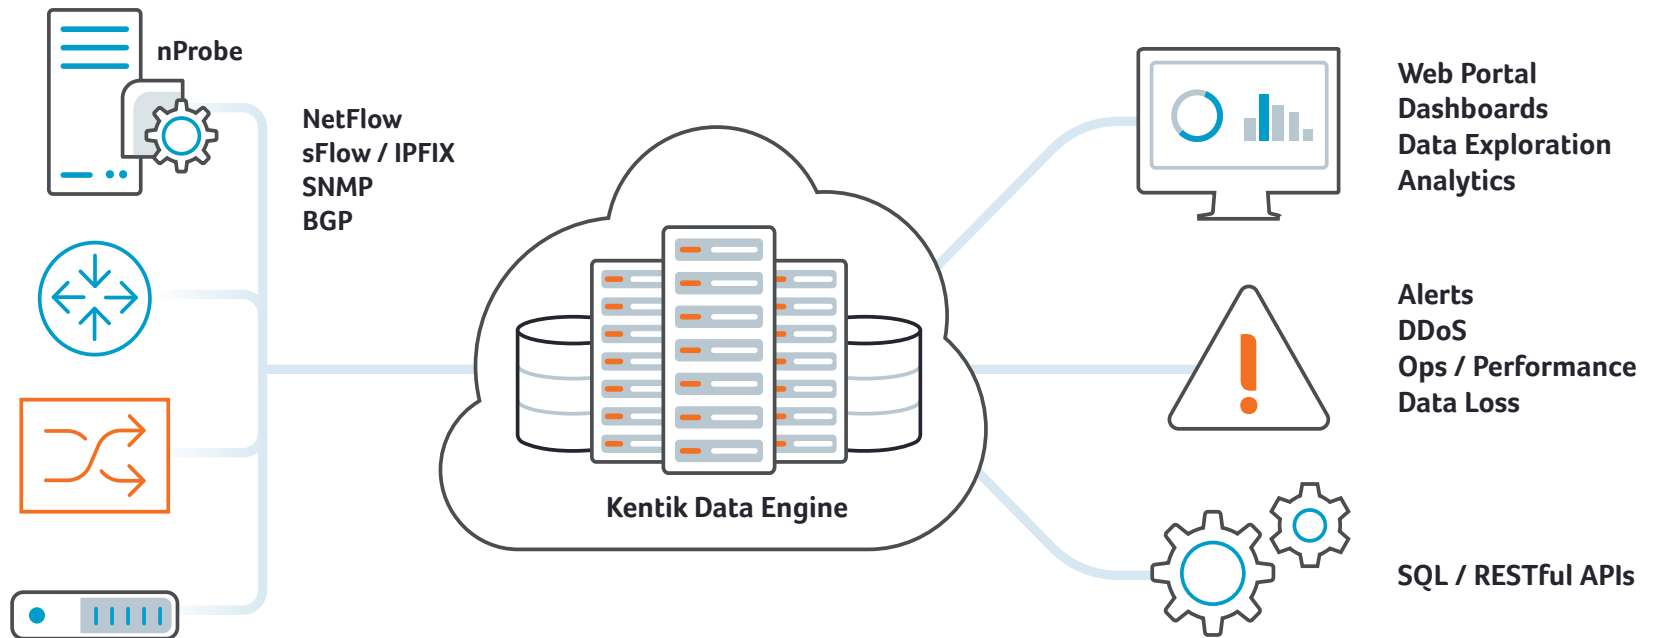 nProbe
NetFlow
sFlow / IPFIX
SNMP
BGP
Kentik Data Engine
Web Portal
Dashboards
Data Exploration
Analytics
Alerts
DDoS
Ops / Performance
Data Loss
SQL / RESTful APIs